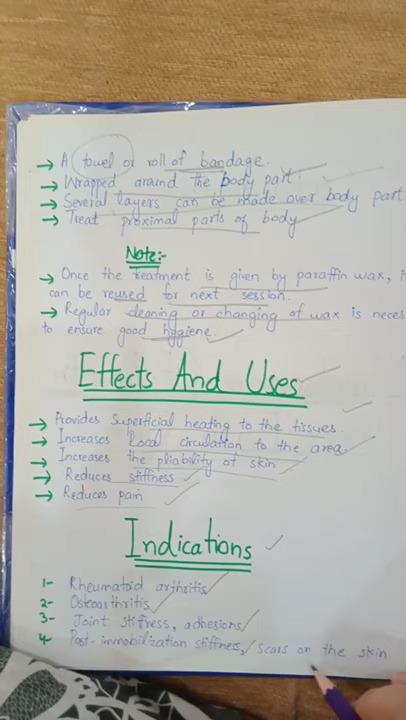 → A towel or roll of bandage.
→ Wrapped around the body part.
→ Several layers can be made over body part
→ Treat proximal parts of body
Note:-
→ Once the treatment is given by paraffin wax, i
can be reused for next session.
→ Regular cleaning or changing of wax is neces
to ensure good hygiene.
Effects And Uses
→ Provides Superficial heating to the tissues.
→ Increases local circulation to the area.
→ Increases the pliability of skin
→ Reduces stiffness
→ Reduces pain
Indications
1- Rheumatoid arthritis
2- Osteoarthritis
3- Joint stiffness, adhesions
4 Post-immobilization stiffness, scars on the skin